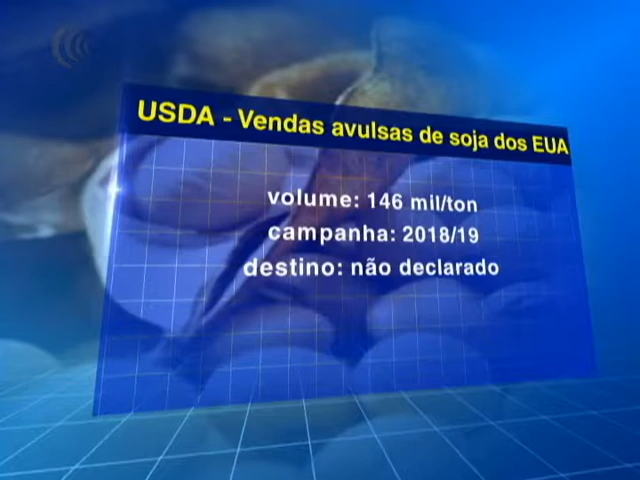 USDA - Vendas avulsas de soja dos EUA
volume: 146 mil/ton
campanha: 2018/19
destino: não declarado